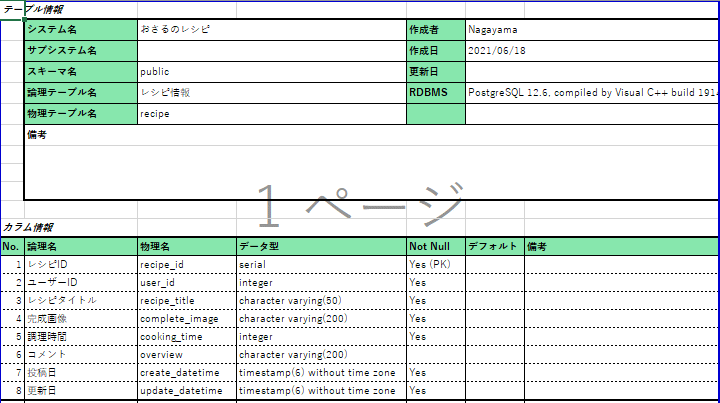 テーブル情報
システム名 おさるのレシピ 作成者 Nagayama
サブシステム名 作成日 2021/06/18
スキーマ名 public 更新日
論理テーブル名 レシピ情報 RDBMS PostgreSQL 12.6, compiled by Visual C++ build 1914
物理テーブル名 recipe
備考
1 ページ
カラム情報
No. 論理名 物理名 データ型 Not Null デフォルト 備考
1 レシピID recipe_id serial Yes (PK)
2 ユーザーID user_id integer Yes
3 レシピタイトル recipe_title character varying(50) Yes
4 完成画像 complete_image character varying(200) Yes
5 調理時間 cooking_time integer Yes
6 コメント overview character varying(200)
7 投稿日 create_datetime timestamp(6) without time zone Yes
8 更新日 update_datetime timestamp(6) without time zone Yes